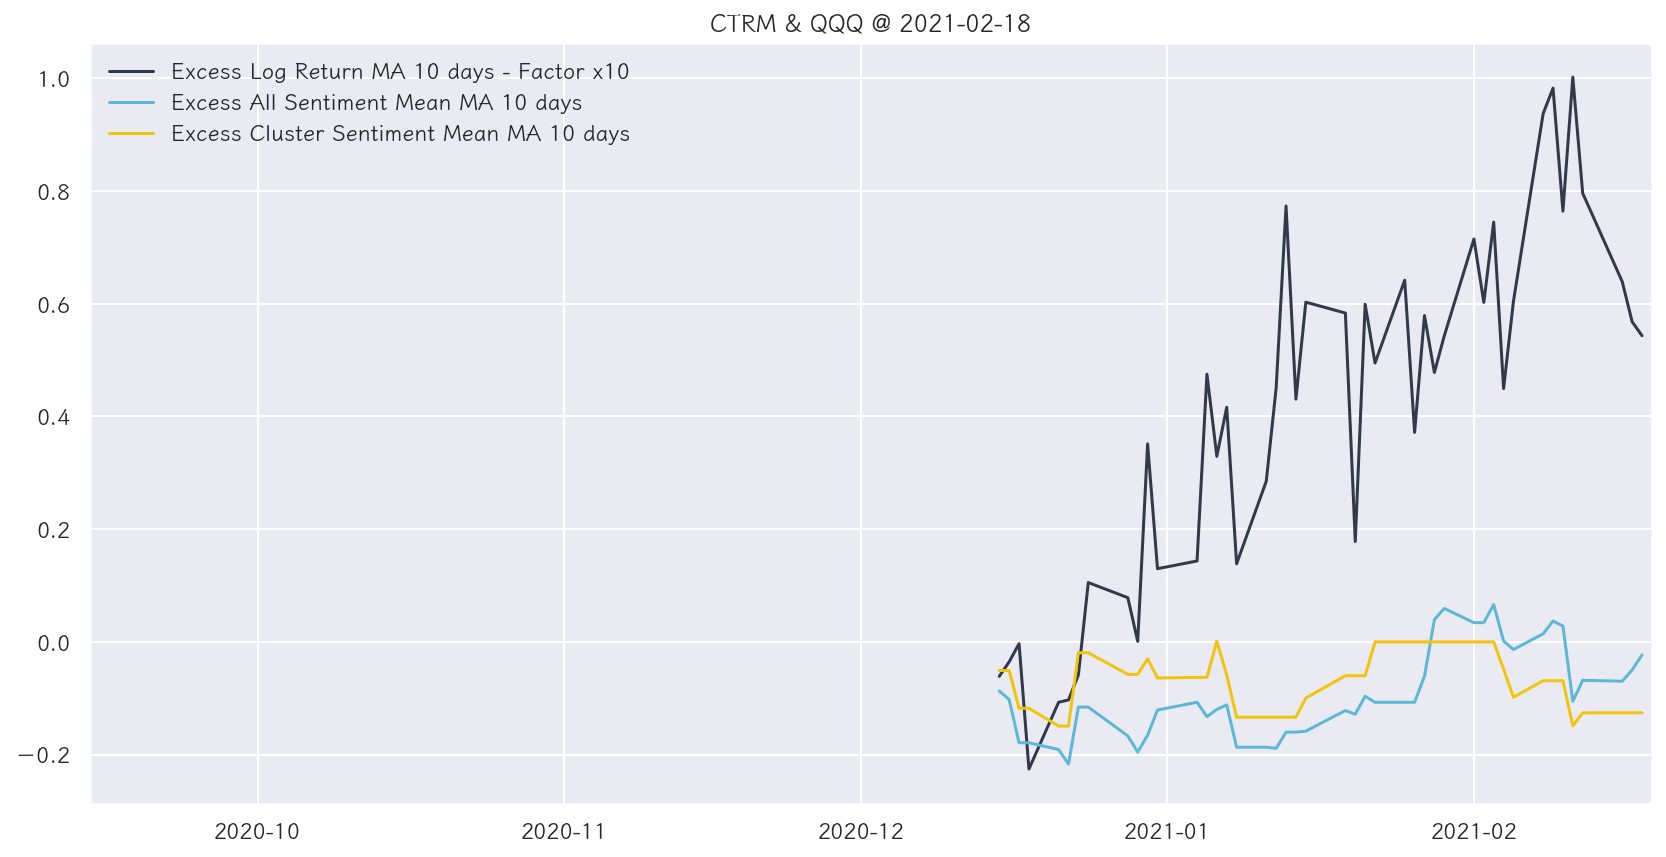 CTRM & QQQ @ 2021-02-18
Excess Log Return MA 10 days - Factor x10
Excess All Sentiment Mean MA 10 days
Excess Cluster Sentiment Mean MA 10 days
1.0
0.8
0.6
0.4
0.2
0.0
−0.2
2020-10 2020-11 2020-12 2021-01 2021-02